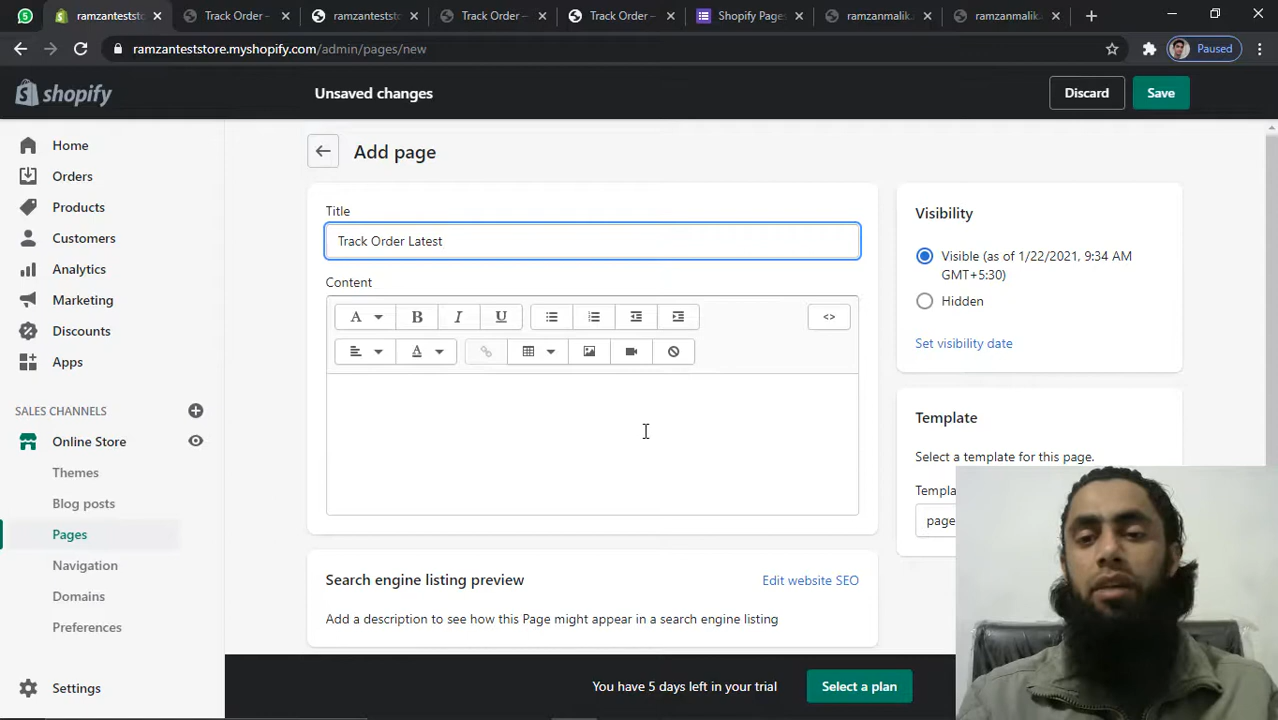 ramzantestst
Track Order –
ramzantestst
Track Order –
Track Order –
Shopify Page
ramzanmalik
ramzanmalik
ramzanteststore.myshopify.com/admin/pages/new
Paused
shopify
Unsaved changes
Discard
Save
Home
Orders
Products
Customers
Analytics
Marketing
Discounts
Apps
SALES CHANNELS
Online Store
Themes
Blog posts
Pages
Navigation
Domains
Preferences
Settings
Add page
Title
Track Order Latest
Content
A
B
I
U
<>
A
Search engine listing preview
Edit website SEO
Add a description to see how this Page might appear in a search engine listing
Visibility
Visible (as of 1/22/2021, 9:34 AM
GMT+5:30)
Hidden
Set visibility date
Template
Select a template for this page.
Templa
page
You have 5 days left in your trial
Select a plan